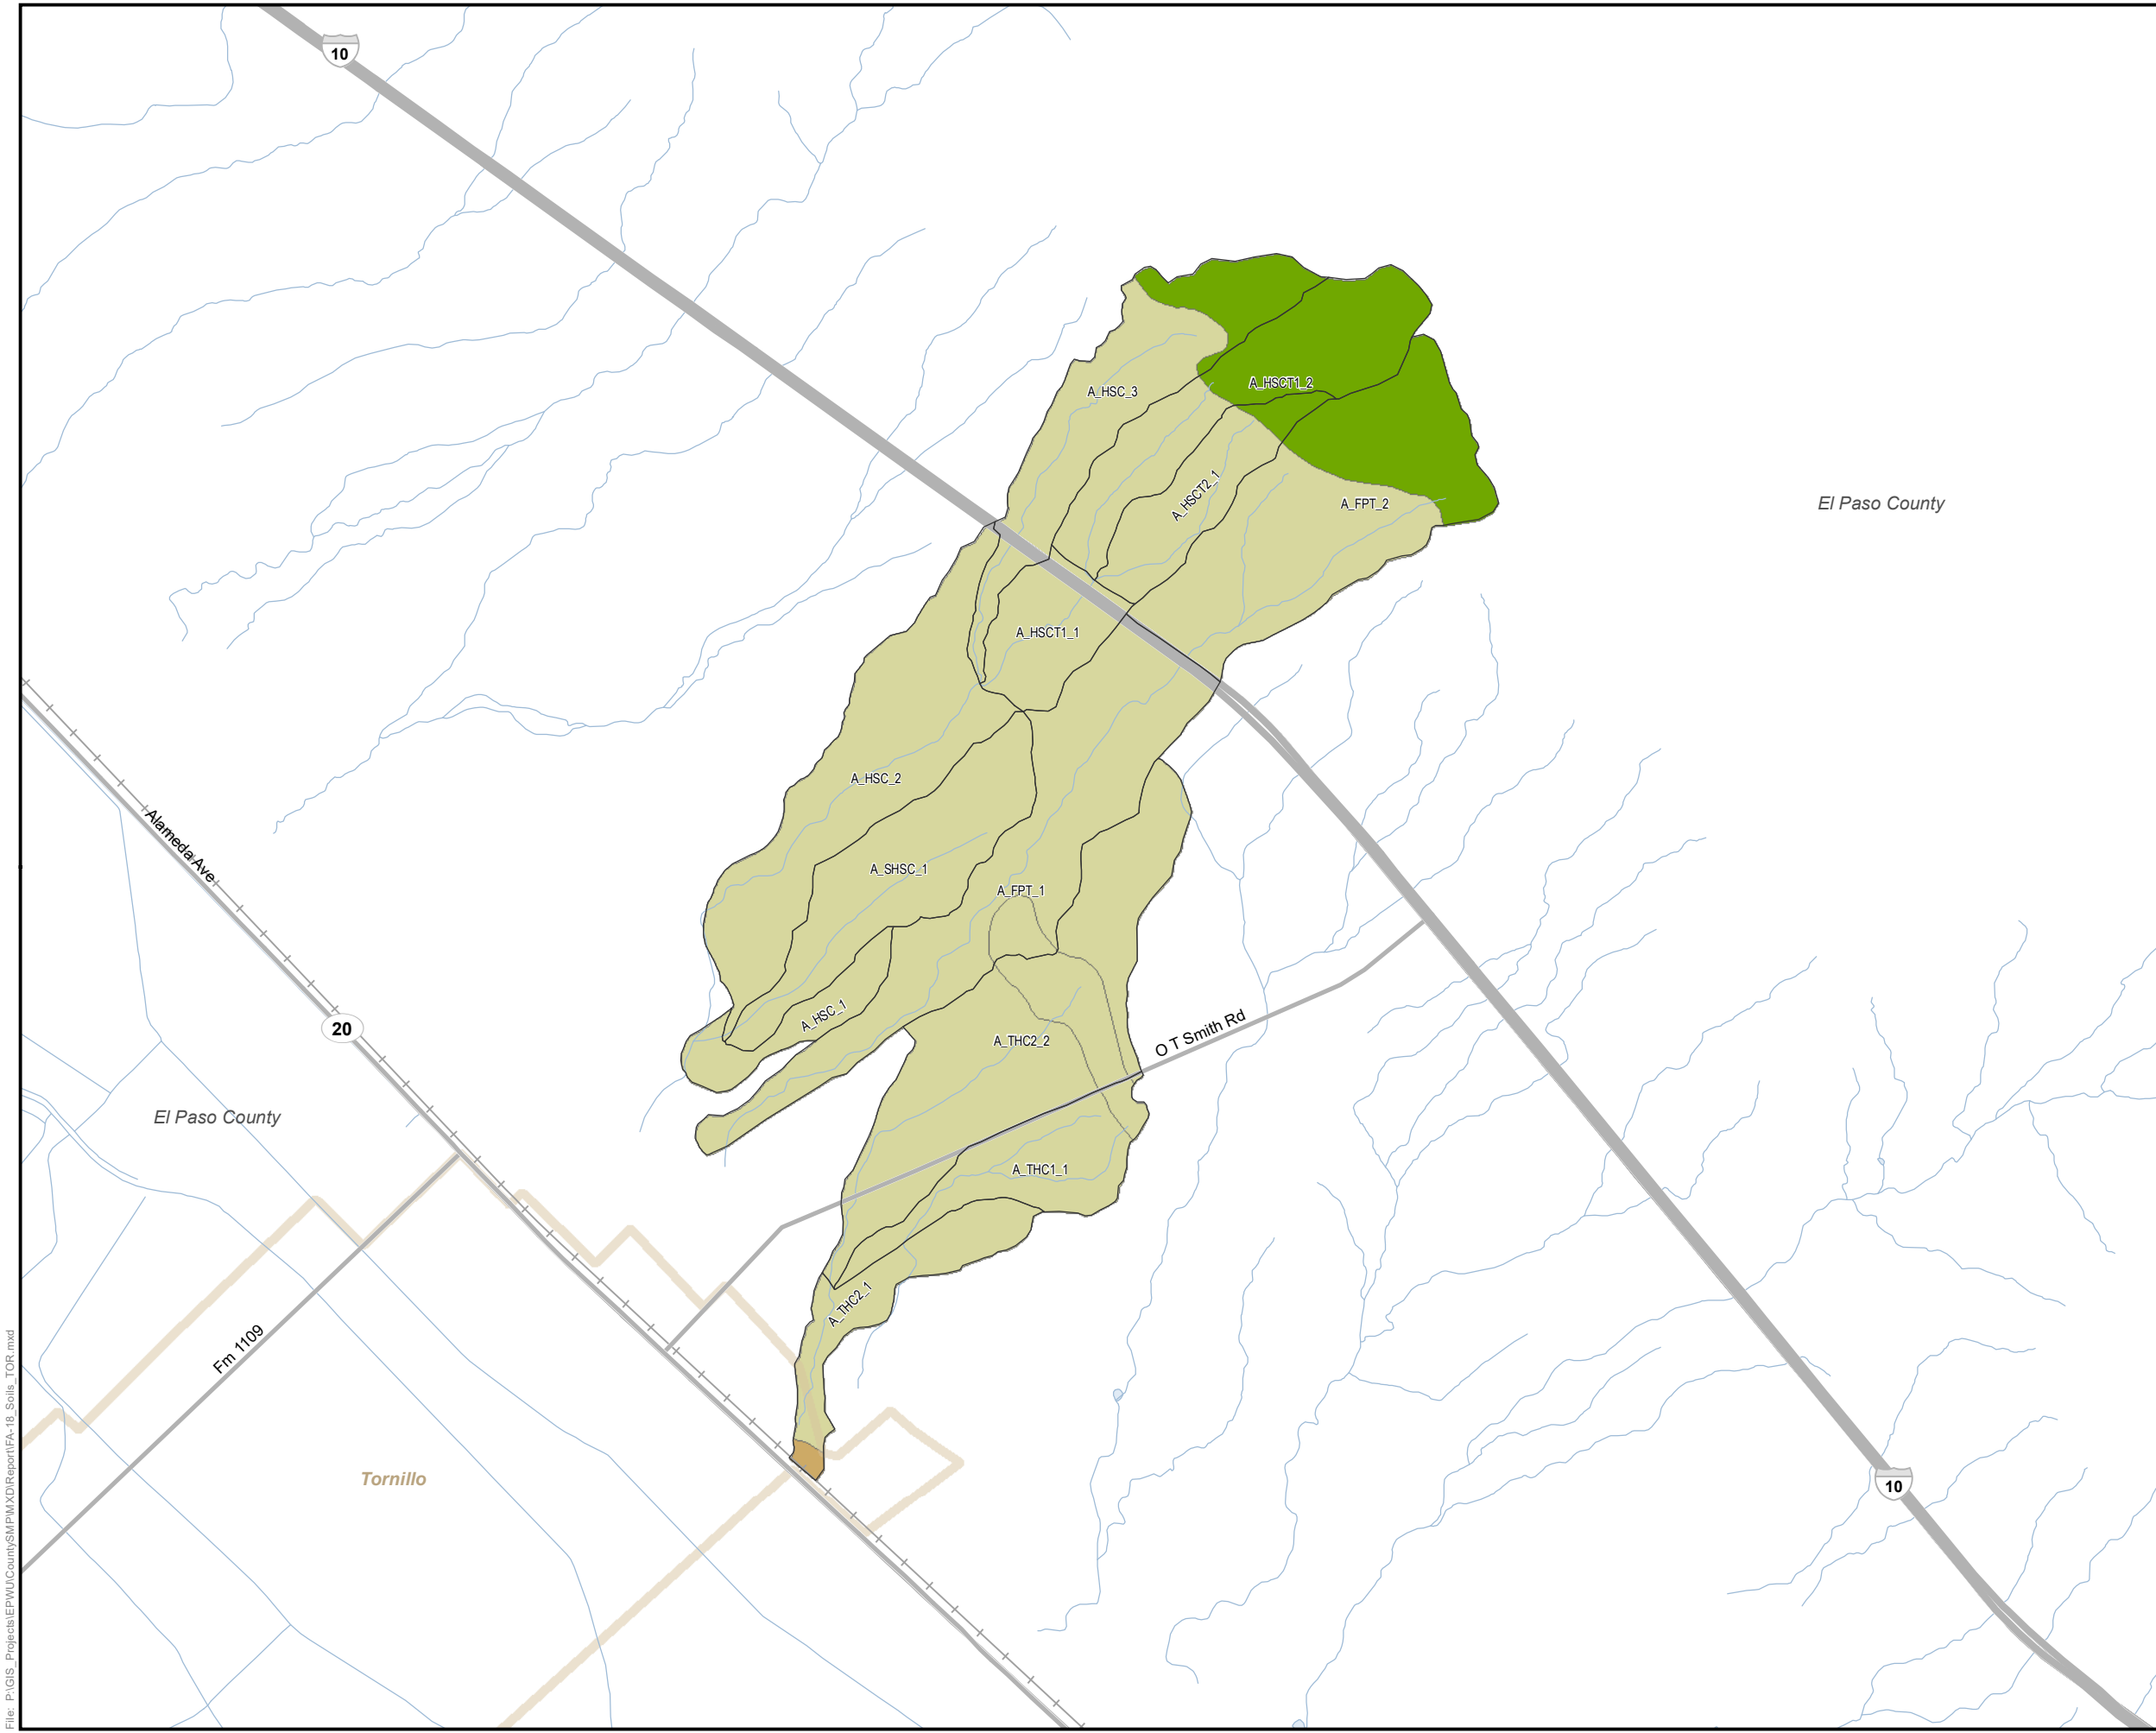 10
A_HSC_3
A_HSCT1_2
A_HSCT2_1
A_FPT_2
El Paso County
A_HSCT1_1
A_HSC_2
Alameda Ave
A_SHSC_1
A_FPT_1
20
A_HSC_1
A_THC2_2
O T Smith Rd
El Paso County
A_THC1_1
A_THC2_1
Fm 1109
Tornillo
10
File: P:\GIS_Projects\EPWU\CountySMP\MXD\Report\FA-18_Soils_TOR.mxd